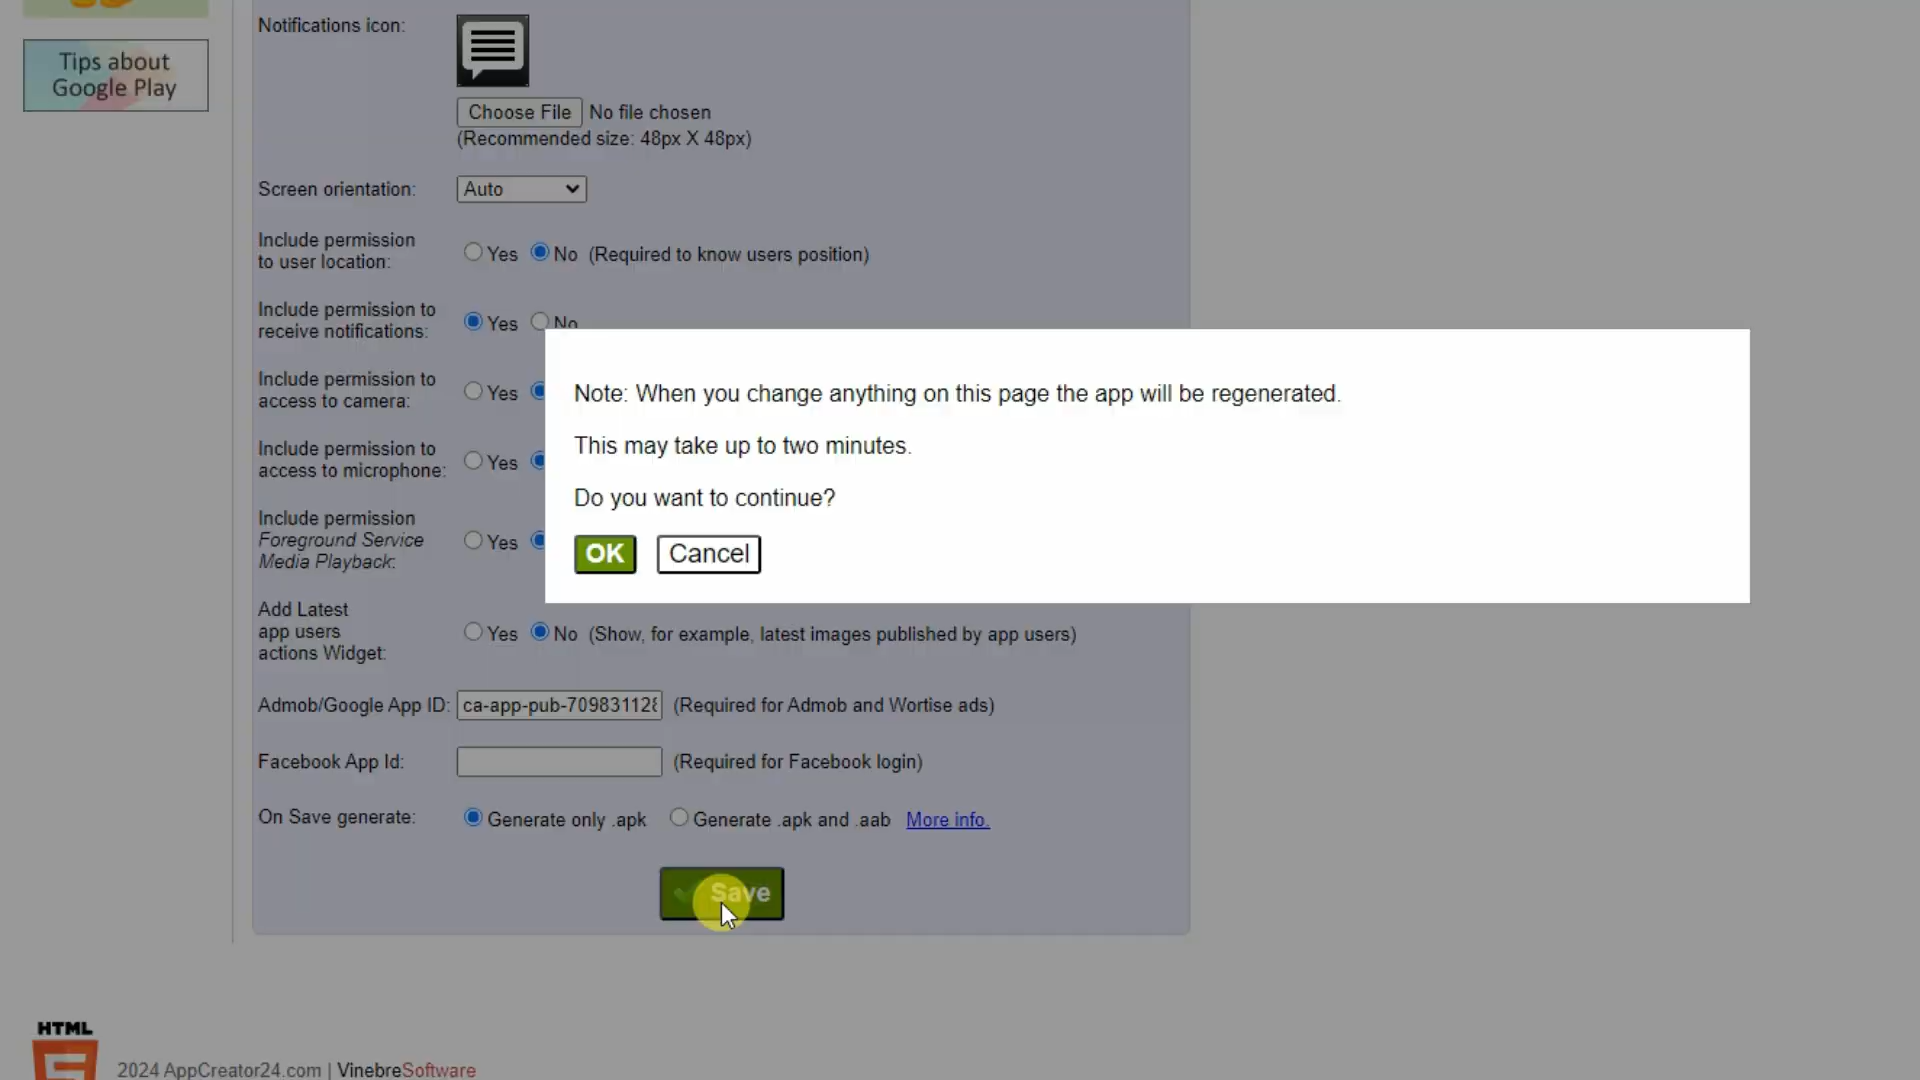 Tips about
Google Play
Notifications icon:
Choose File No file chosen
(Recommended size: 48px X 48px)
Screen orientation: Auto
Include permission
to user location:
Yes No (Required to know users position)
Include permission to
receive notifications:
Yes No
Include permission to
access to camera:
Yes
Include permission to
access to microphone:
Yes
Include permission
Foreground Service
Media Playback:
Yes
Note: When you change anything on this page the app will be regenerated.
This may take up to two minutes.
Do you want to continue?
OK Cancel
Add Latest
app users
actions Widget:
Yes No (Show, for example, latest images published by app users)
Admob/Google App ID: ca-app-pub-70983112 (Required for Admob and Wortise ads)
Facebook App Id: (Required for Facebook login)
On Save generate: Generate only .apk Generate .apk and .aab More info.
Save
HTML
2024 AppCreator24.com | VinebreSoftware